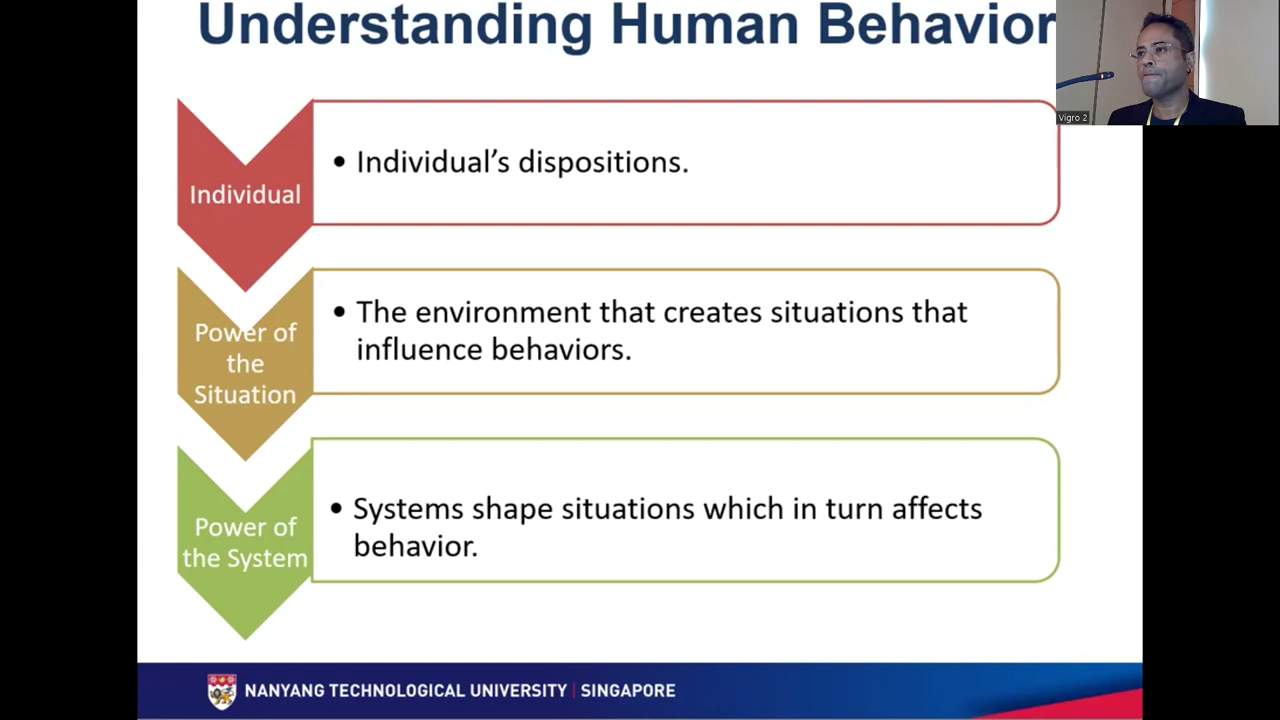 Understanding Human Behavior
Vigro 2
Individual
• Individual's dispositions.
Power of
the
Situation
• The environment that creates situations that
influence behaviors.
Power of
the System
• Systems shape situations which in turn affects
behavior.
NANYANG TECHNOLOGICAL UNIVERSITY | SINGAPORE